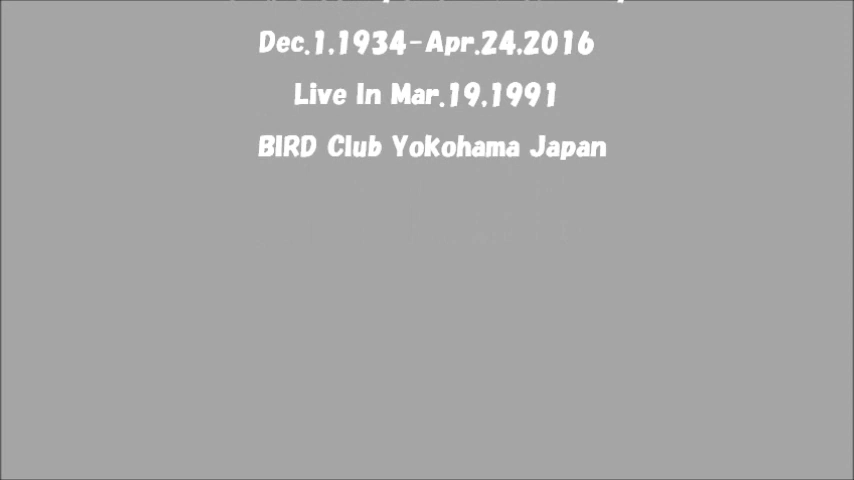 Dec.1.1934-Apr.24.2016
Live In Mar.19.1991
BIRD Club Yokohama Japan